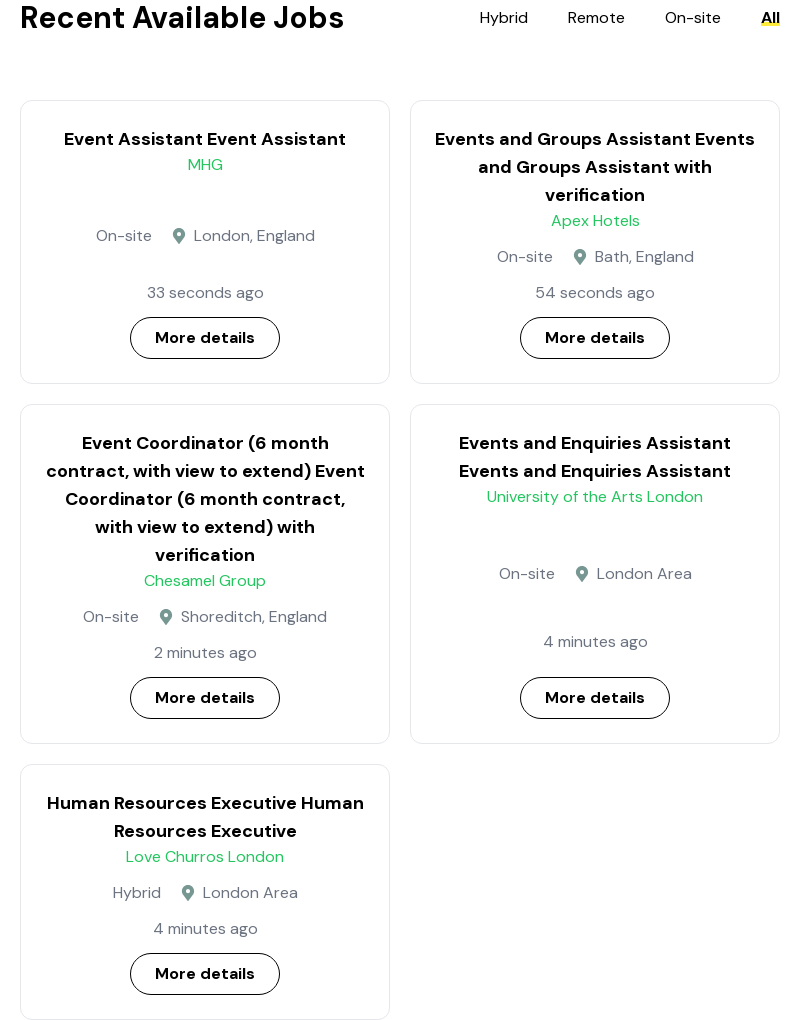 Recent Available Jobs
Hybrid Remote On-site All
Event Assistant Event Assistant
MHG
On-site London, England
33 seconds ago
More details
Events and Groups Assistant Events
and Groups Assistant with
verification
Apex Hotels
On-site Bath, England
54 seconds ago
More details
Event Coordinator (6 month
contract, with view to extend) Event
Coordinator (6 month contract,
with view to extend) with
verification
Chesamel Group
On-site Shoreditch, England
2 minutes ago
More details
Events and Enquiries Assistant
Events and Enquiries Assistant
University of the Arts London
On-site London Area
4 minutes ago
More details
Human Resources Executive Human
Resources Executive
Love Churros London
Hybrid London Area
4 minutes ago
More details